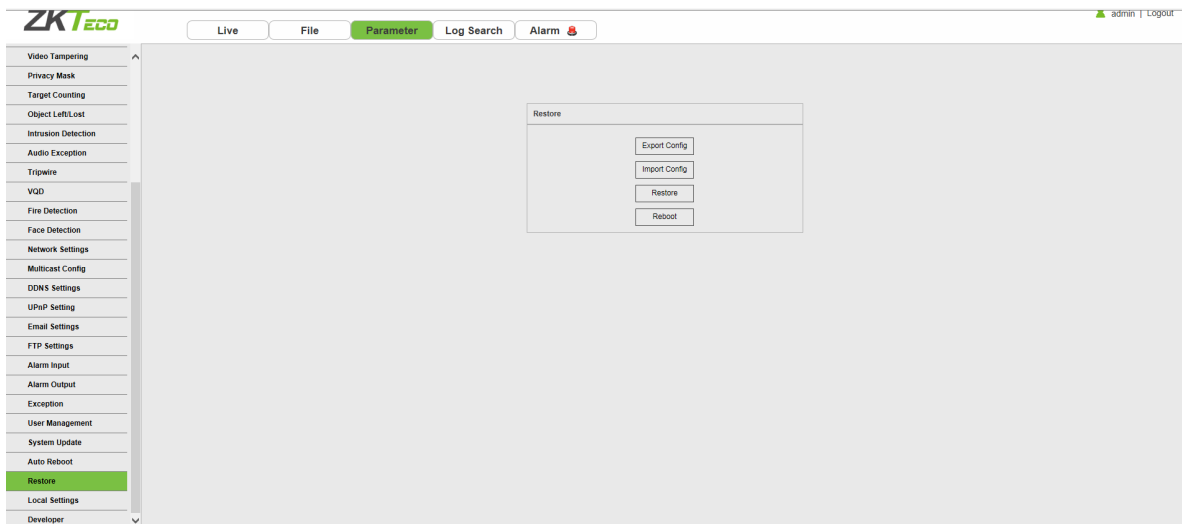 ZKTECO
admin | Logout
Live
File
Parameter
Log Search
Alarm
Video Tampering
Privacy Mask
Target Counting
Object Left/Lost
Intrusion Detection
Audio Exception
Tripwire
VQD
Fire Detection
Face Detection
Network Settings
Multicast Config
DDNS Settings
UPnP Setting
Email Settings
FTP Settings
Alarm Input
Alarm Output
Exception
User Management
System Update
Auto Reboot
Restore
Local Settings
Developer
Restore
Export Config
Import Config
Restore
Reboot